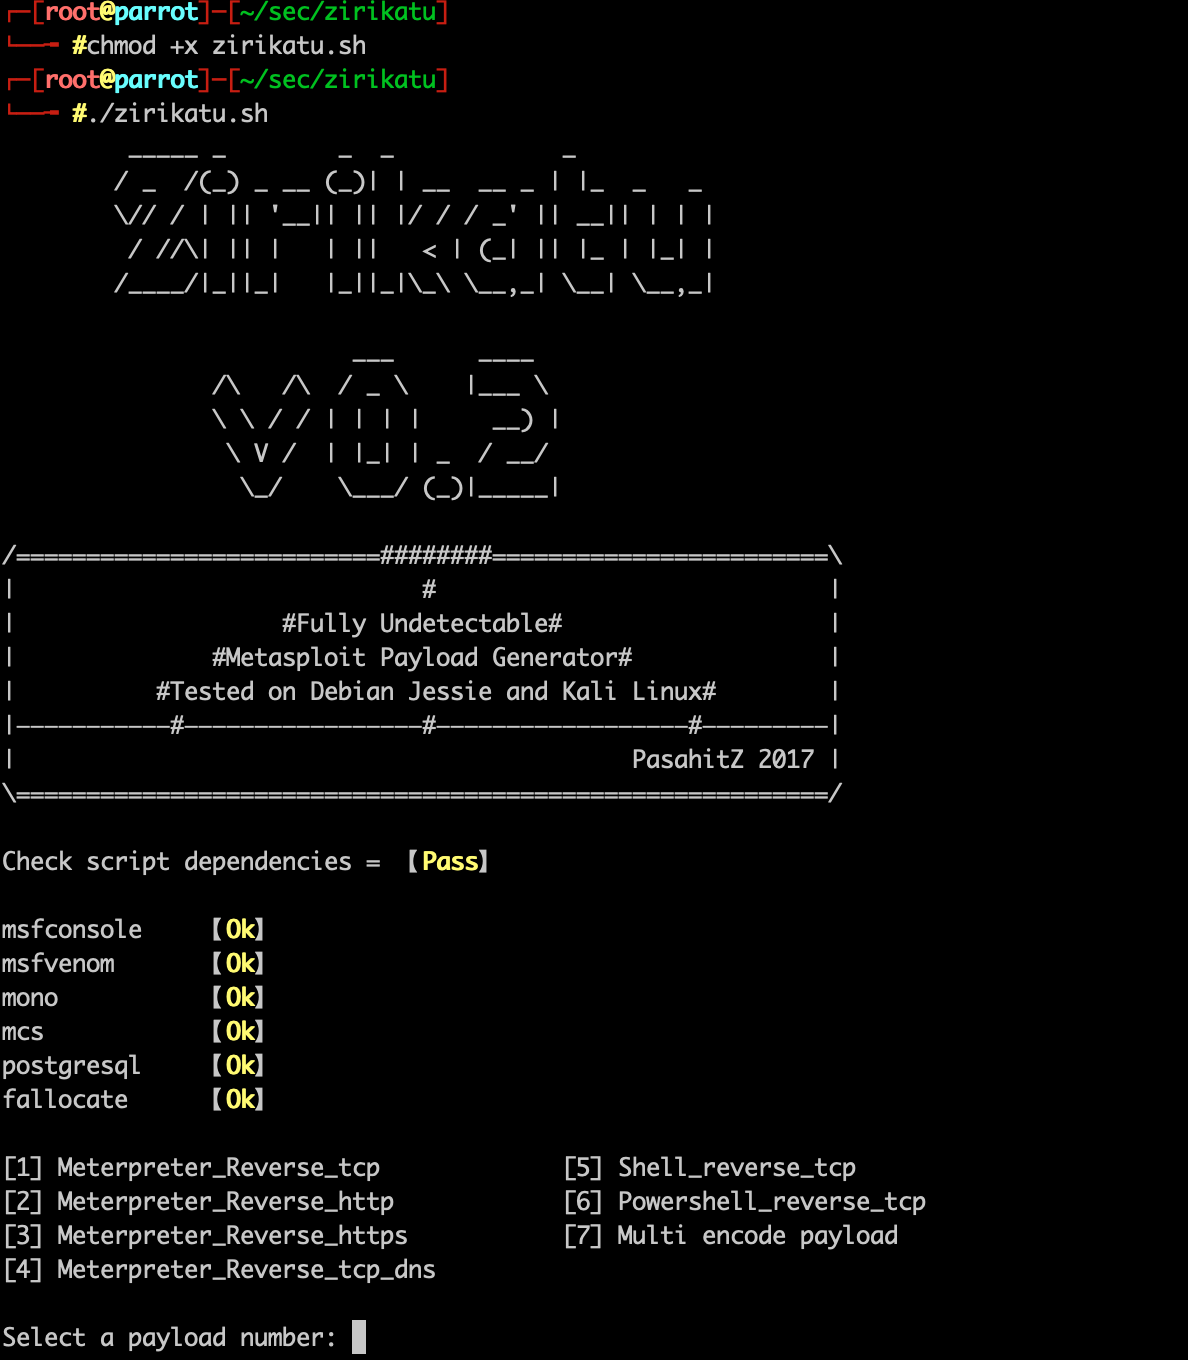 ┌─[root@parrot]─[~/sec/zirikatu]
└──╼ #chmod +x zirikatu.sh
┌─[root@parrot]─[~/sec/zirikatu]
└──╼ #./zirikatu.sh
Zirikatu
v0.2
/==========================########========================\
| # |
| #Fully Undetectable# |
| #Metasploit Payload Generator# |
| #Tested on Debian Jessie and Kali Linux# |
|-----------#-----------------#------------------#---------|
| PasahitZ 2017 |
\==========================================================/
Check script dependencies = 【Pass】
msfconsole 【Ok】
msfvenom 【Ok】
mono 【Ok】
mcs 【Ok】
postgresql 【Ok】
fallocate 【Ok】
[1] Meterpreter_Reverse_tcp [5] Shell_reverse_tcp
[2] Meterpreter_Reverse_http [6] Powershell_reverse_tcp
[3] Meterpreter_Reverse_https [7] Multi encode payload
[4] Meterpreter_Reverse_tcp_dns
Select a payload number: